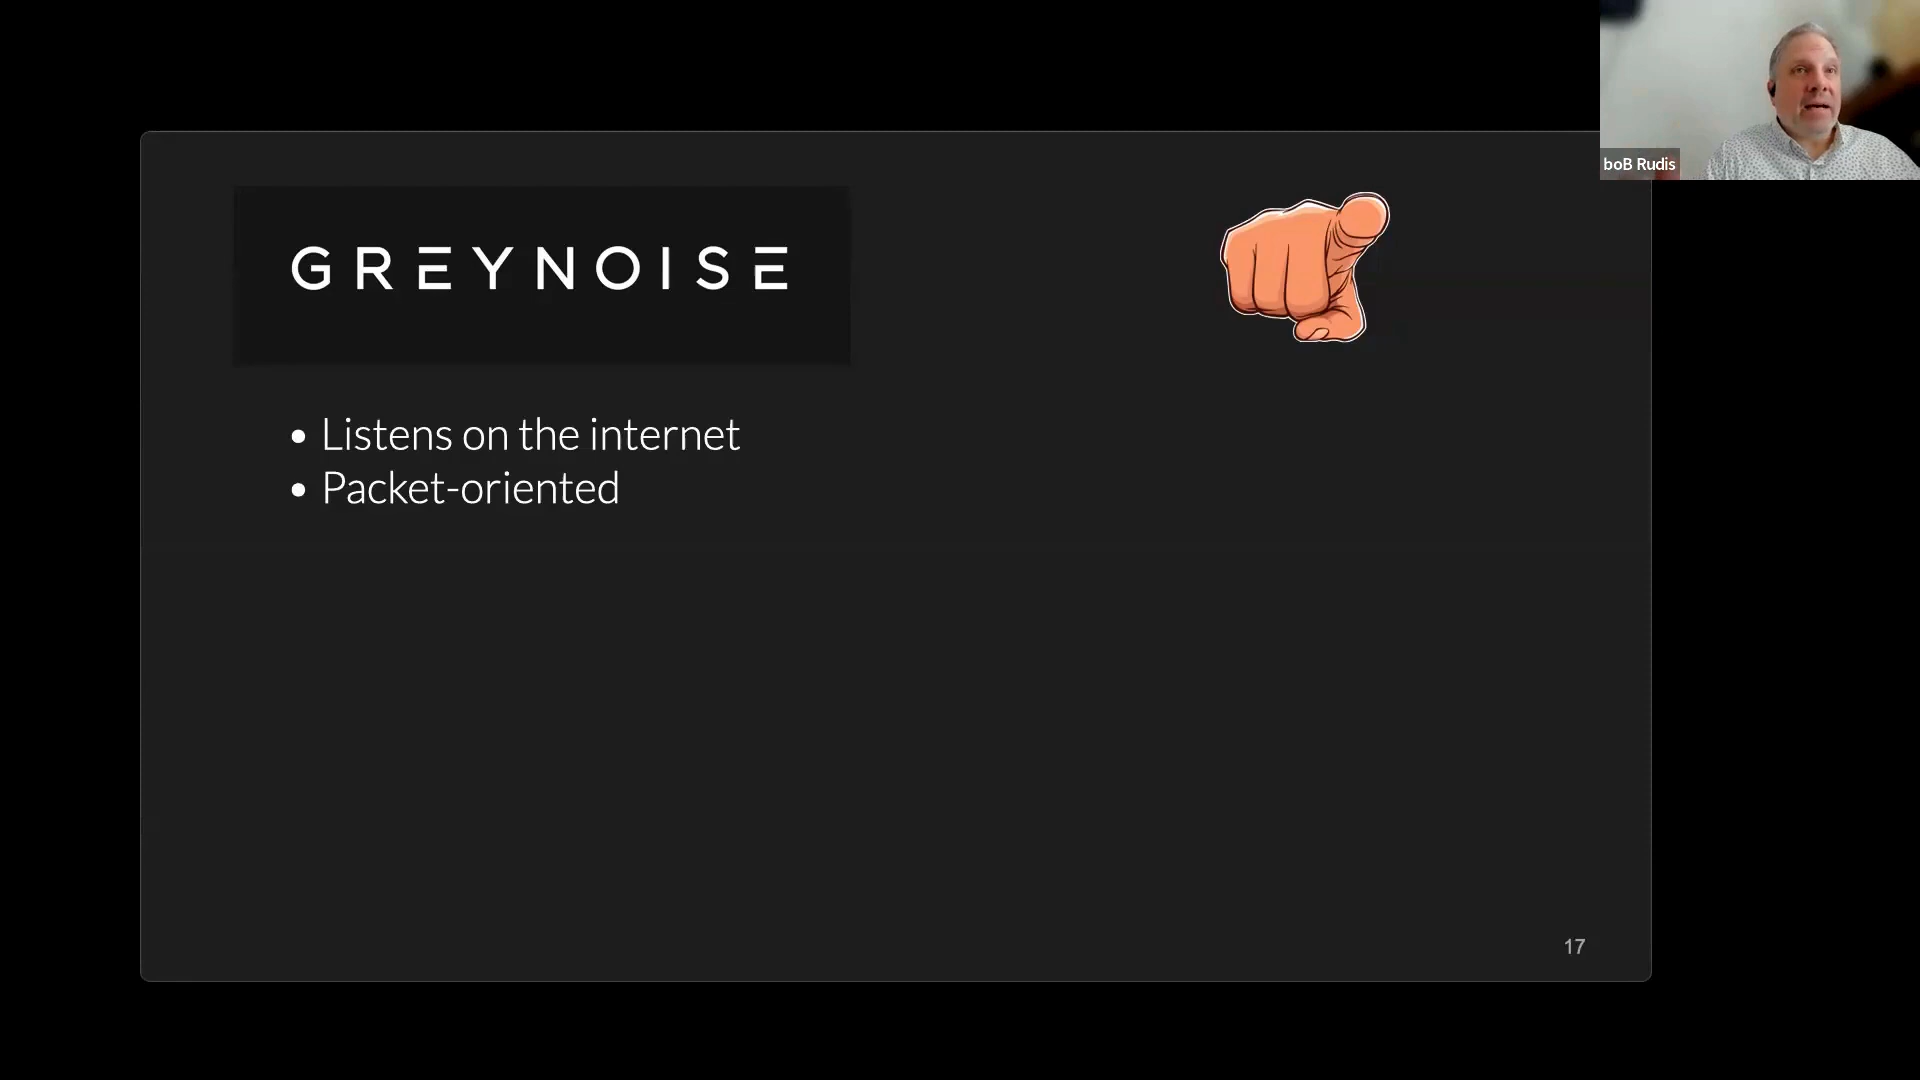 boB Rudis
GREYNOISE
• Listens on the internet
• Packet-oriented
17